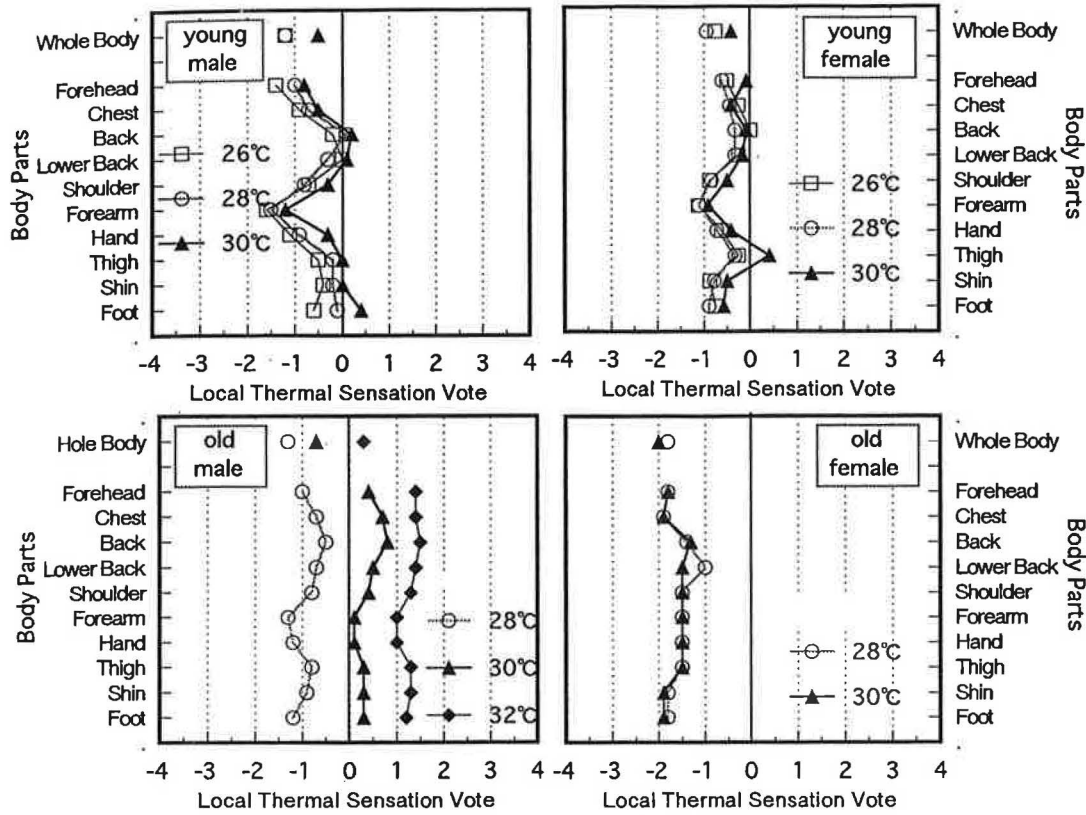 Whole Body
Forehead
Chest
Back
Lower Back
Shoulder
Forearm
Hand
Thigh
Shin
Foot
Body Parts
young
male
26℃
28℃
30℃
-4 -3 -2 -1 0 1 2 3 4
Local Thermal Sensation Vote
young
female
26℃
28℃
30℃
Whole Body
Forehead
Chest
Back
Lower Back
Shoulder
Forearm
Hand
Thigh
Shin
Foot
Body Parts
-4 -3 -2 -1 0 1 2 3 4
Local Thermal Sensation Vote
Hole Body
Forehead
Chest
Back
Lower Back
Shoulder
Forearm
Hand
Thigh
Shin
Foot
Body Parts
old
male
28℃
30℃
32℃
-4 -3 -2 -1 0 1 2 3 4
Local Thermal Sensation Vote
old
female
28℃
30℃
Whole Body
Forehead
Chest
Back
Lower Back
Shoulder
Forearm
Hand
Thigh
Shin
Foot
Body Parts
-4 -3 -2 -1 0 1 2 3 4
Local Thermal Sensation Vote